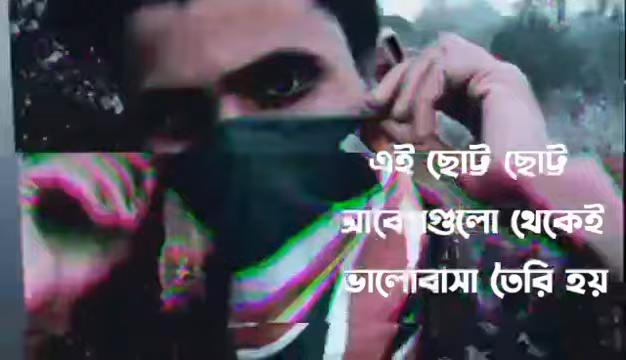 এই ছোট্ট ছোট্ট
আবেগগুলো থেকেই
ভালোবাসা তৈরি হয়